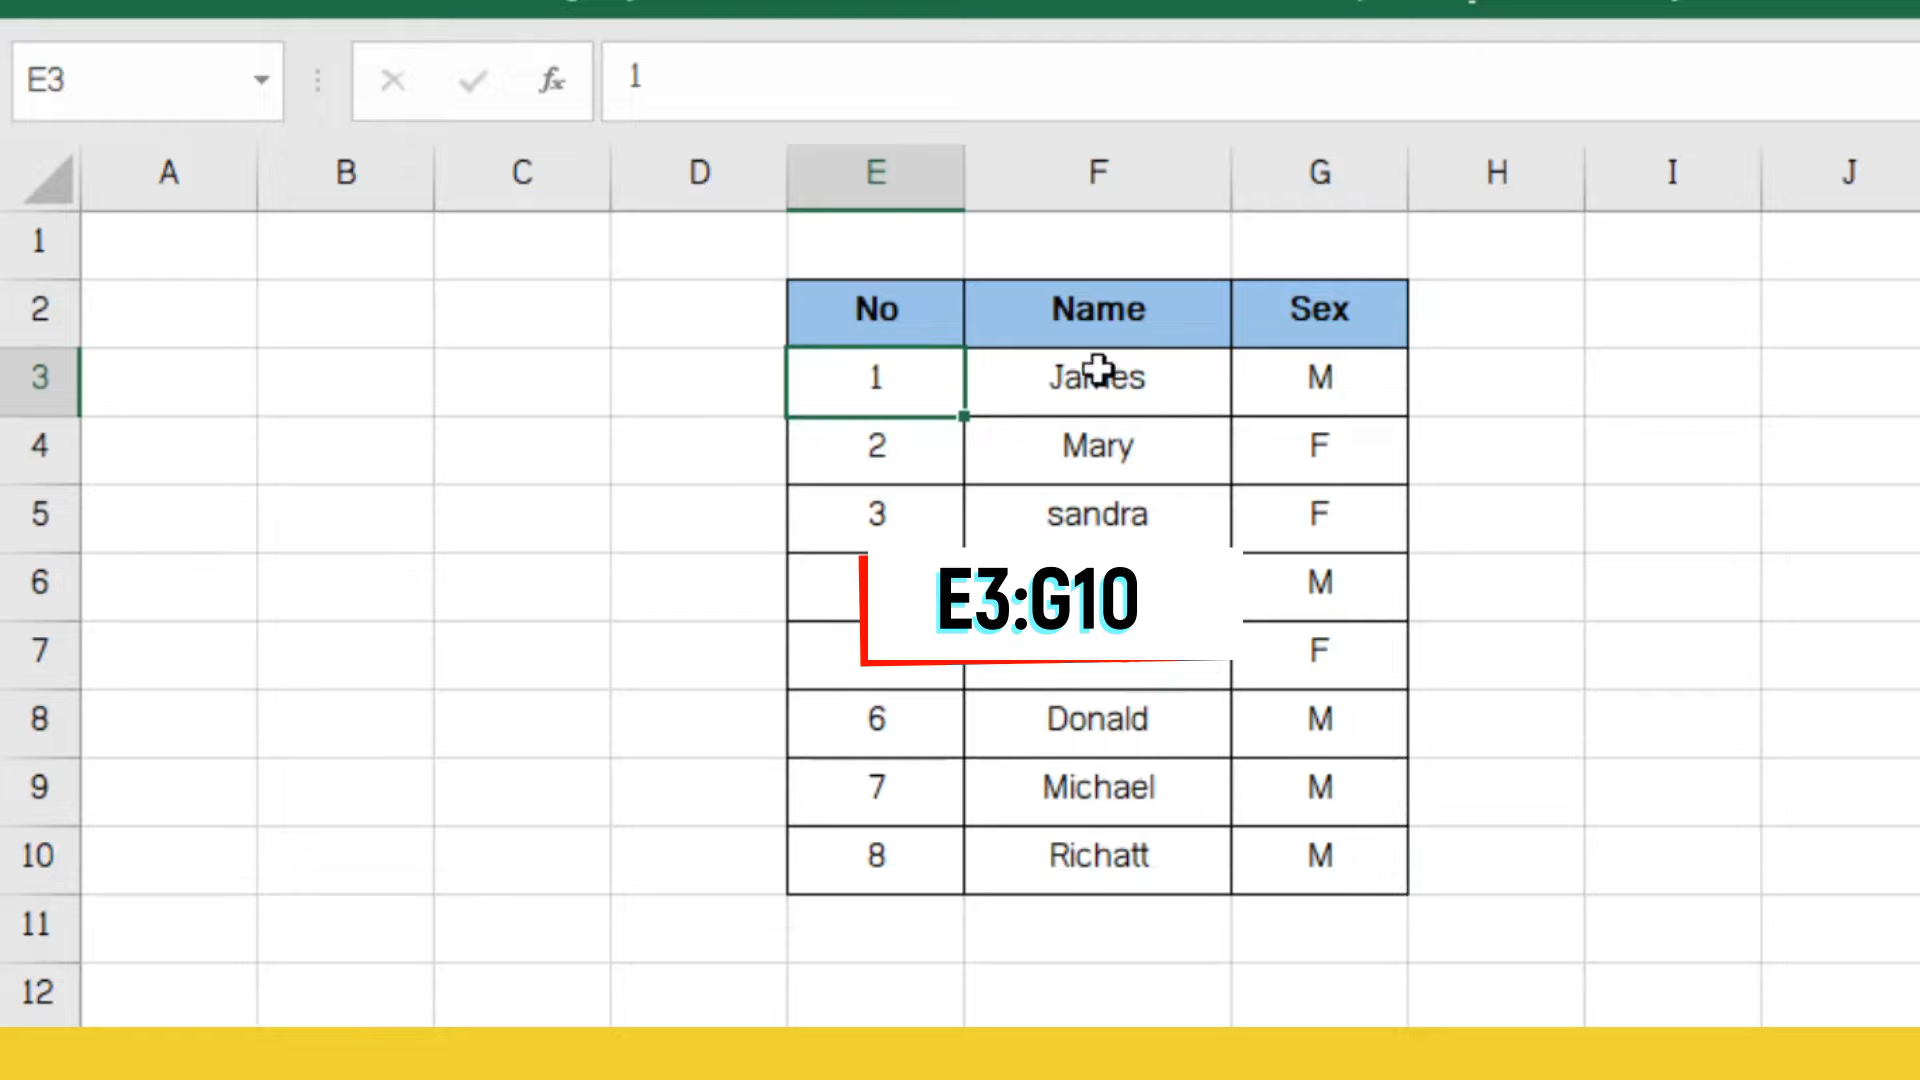 E3 fx 1
A B C D E F G H I J
1
2 No Name Sex
3 1 James M
4 2 Mary F
5 3 sandra F
6 M
E3:G10
7 F
8 6 Donald M
9 7 Michael M
10 8 Richatt M
11
12